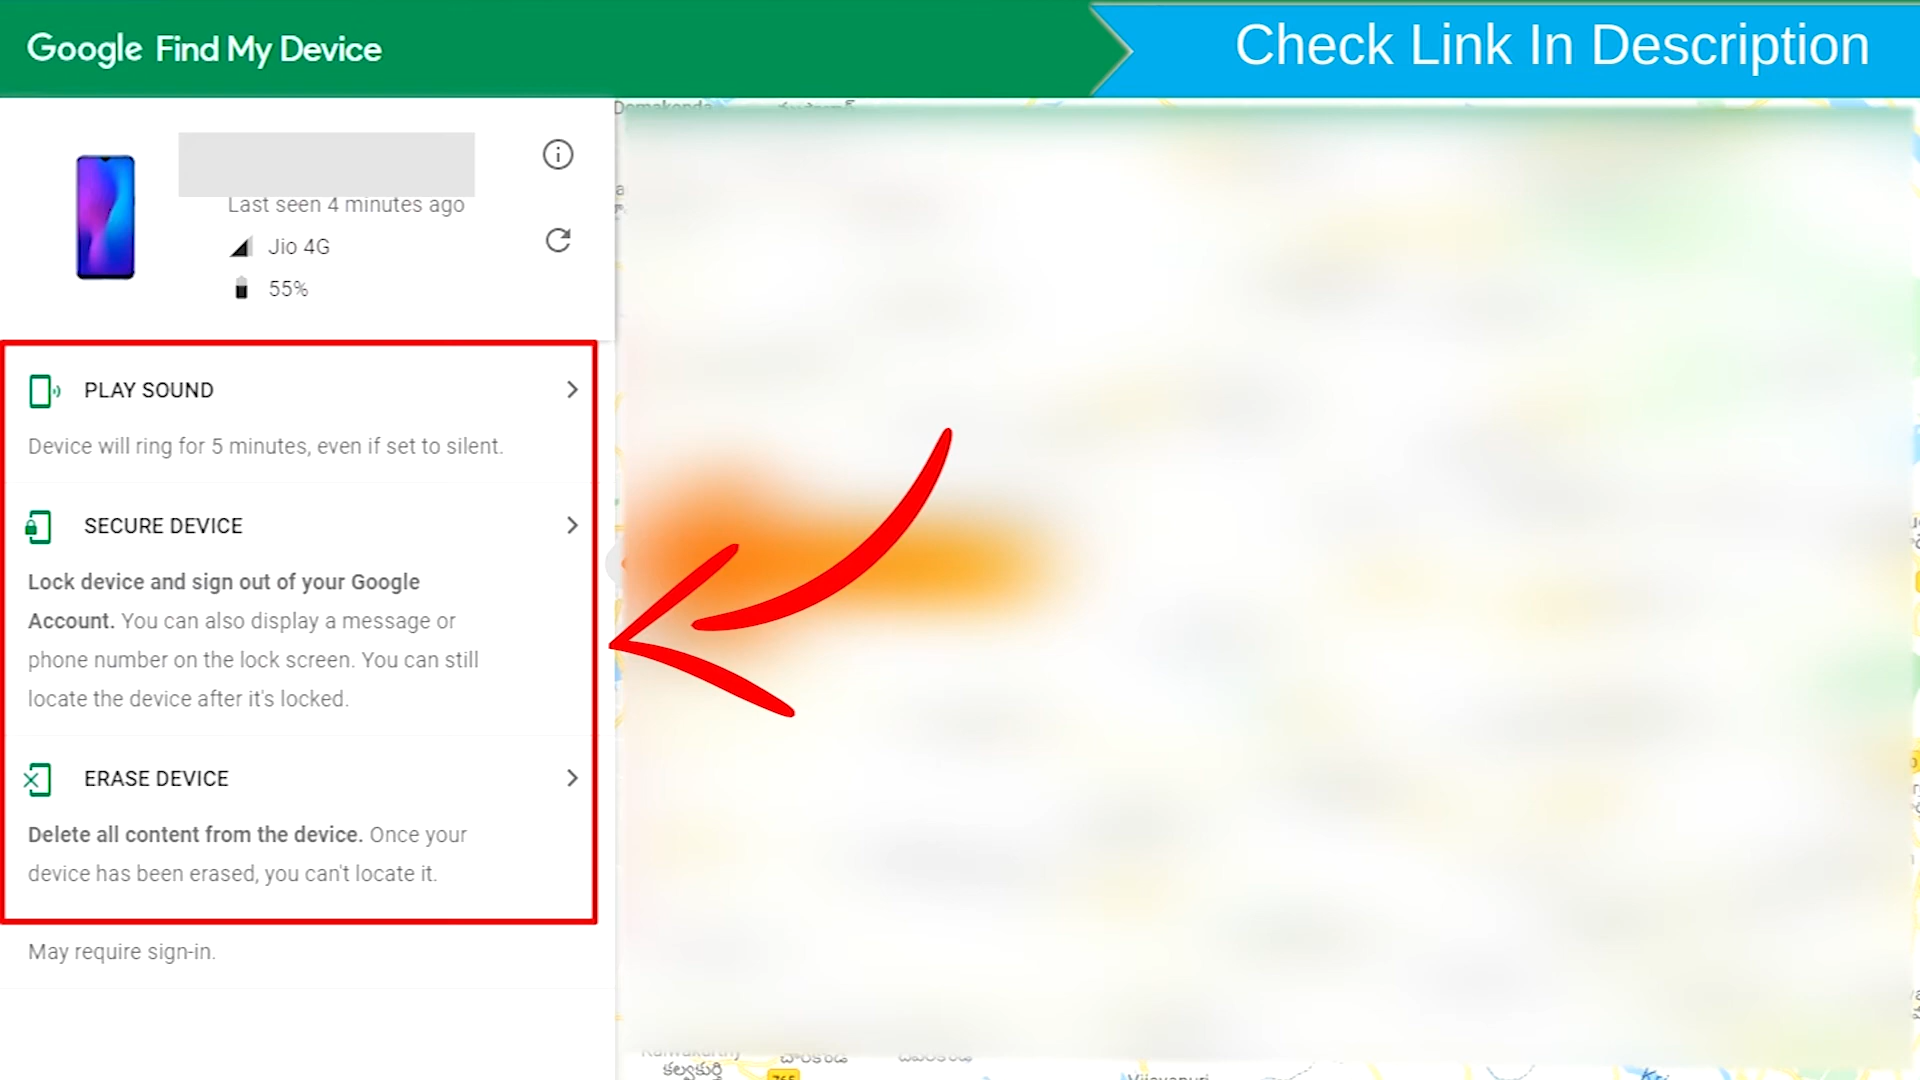 Google Find My Device
Check Link In Description
Last seen 4 minutes ago
Jio 4G
55%
PLAY SOUND
Device will ring for 5 minutes, even if set to silent.
SECURE DEVICE
Lock device and sign out of your Google
Account. You can also display a message or
phone number on the lock screen. You can still
locate the device after it's locked.
ERASE DEVICE
Delete all content from the device. Once your
device has been erased, you can't locate it.
May require sign-in.
కల్వకుర్తి